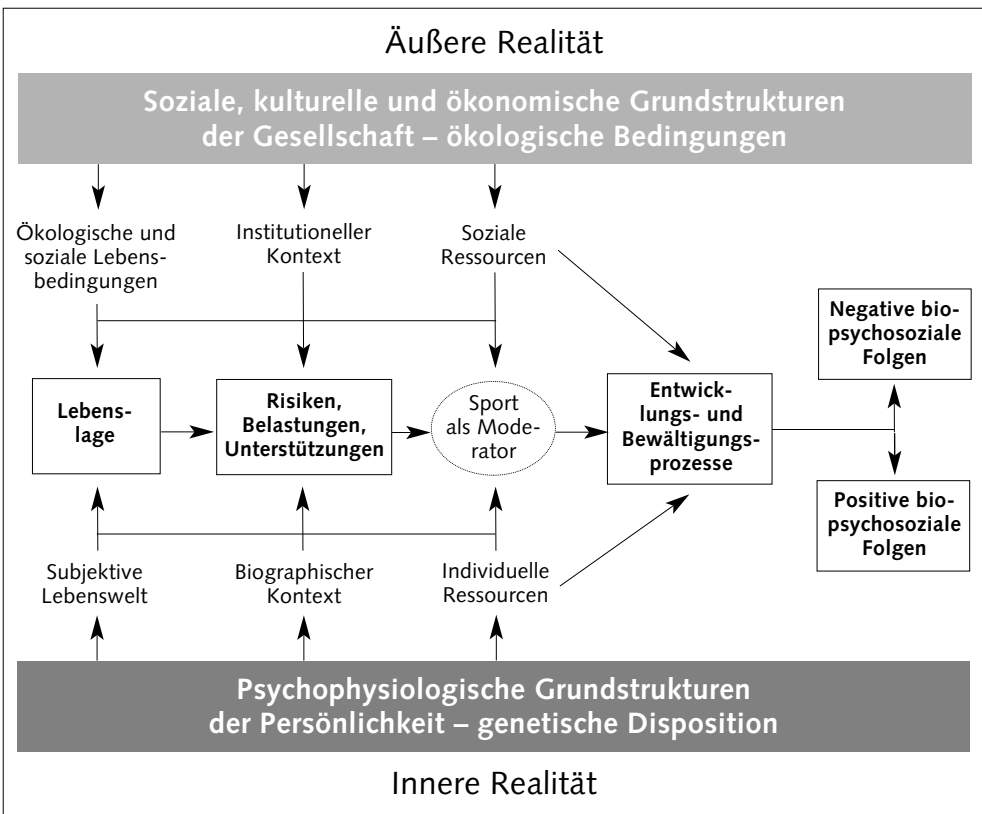 Äußere Realität
Soziale, kulturelle und ökonomische Grundstrukturen
der Gesellschaft – ökologische Bedingungen
Ökologische und
soziale Lebens-
bedingungen
Institutioneller
Kontext
Soziale
Ressourcen
Lebens-
lage
Risiken,
Belastungen,
Unterstützungen
Sport
als Mode-
rator
Entwick-
lungs- und
Bewältigungs-
prozesse
Negative bio-
psychosoziale
Folgen
Positive bio-
psychosoziale
Folgen
Subjektive
Lebenswelt
Biographischer
Kontext
Individuelle
Ressourcen
Psychophysiologische Grundstrukturen
der Persönlichkeit – genetische Disposition
Innere Realität